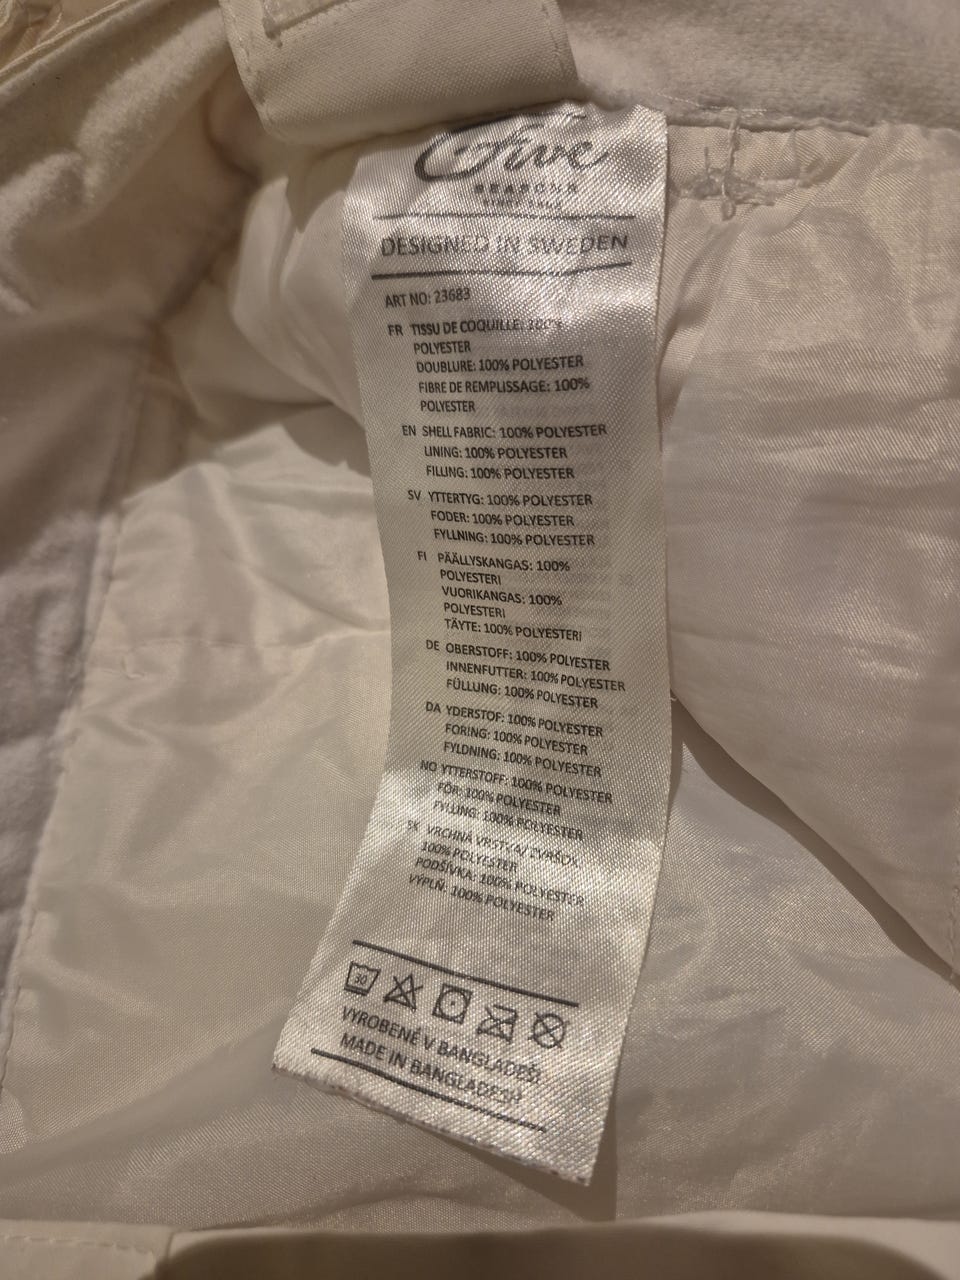 Five
SEASONS
DESIGNED IN SWEDEN
ART NO: 23683
FR TISSU DE COQUILLE: 100%
POLYESTER
DOUBLURE: 100% POLYESTER
FIBRE DE REMPLISSAGE: 100%
POLYESTER
EN SHELL FABRIC: 100% POLYESTER
LINING: 100% POLYESTER
FILLING: 100% POLYESTER
SV YTTERTYG: 100% POLYESTER
FODER: 100% POLYESTER
FYLLNING: 100% POLYESTER
FI PÄÄLLYSKANGAS: 100%
POLYESTERI
VUORIKANGAS: 100%
POLYESTERI
TÄYTE: 100% POLYESTERI
DE OBERSTOFF: 100% POLYESTER
INNENFUTTER: 100% POLYESTER
FÜLLUNG: 100% POLYESTER
DA YDERSTOF: 100% POLYESTER
FORING: 100% POLYESTER
FYLDNING: 100% POLYESTER
NO YTTERSTOFF: 100% POLYESTER
FÔR: 100% POLYESTER
FYLLING: 100% POLYESTER
SK VRCHNÁ VRSTVA/ ZVRŠOK:
100% POLYESTER
PODŠÍVKA: 100% POLYESTER
VÝPLŇ: 100% POLYESTER
30
VYROBENÉ V BANGLADÉŠI
MADE IN BANGLADESH